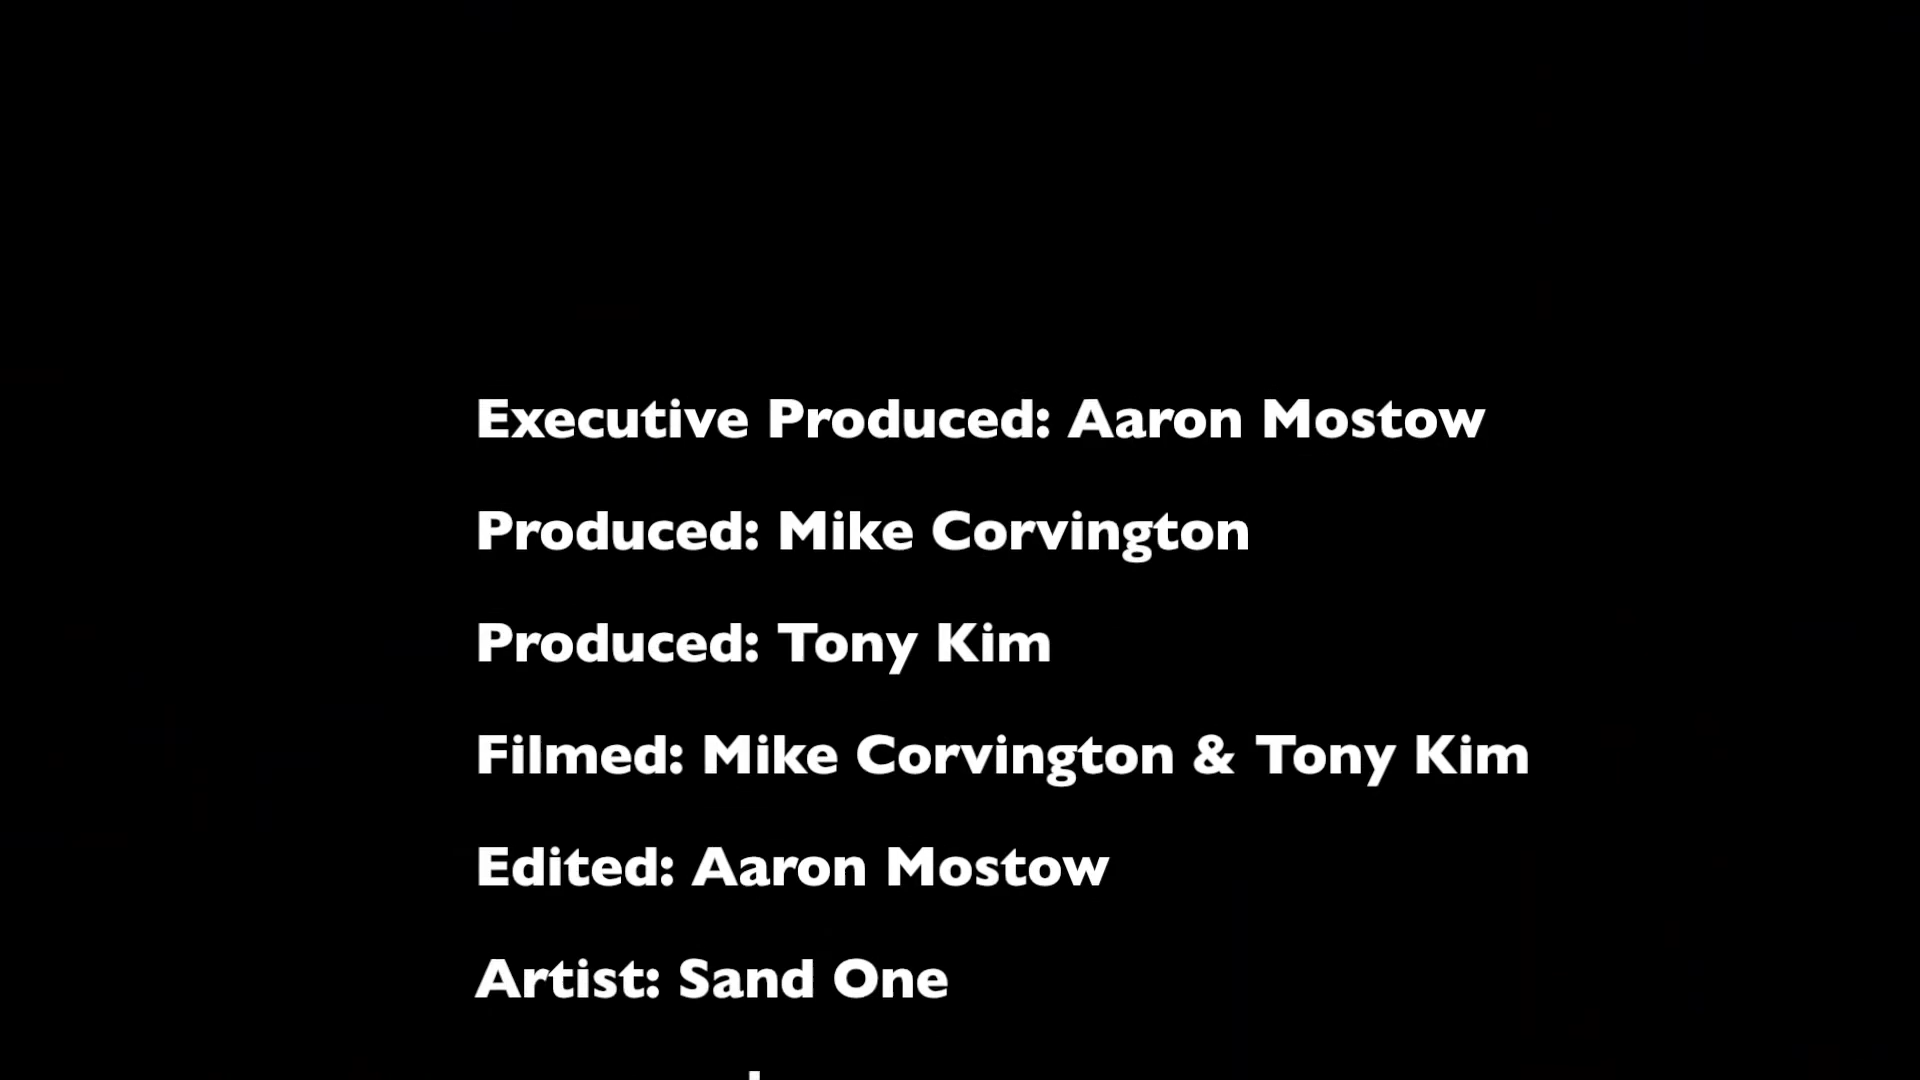 Executive Produced: Aaron Mostow
Produced: Mike Corvington
Produced: Tony Kim
Filmed: Mike Corvington & Tony Kim
Edited: Aaron Mostow
Artist: Sand One